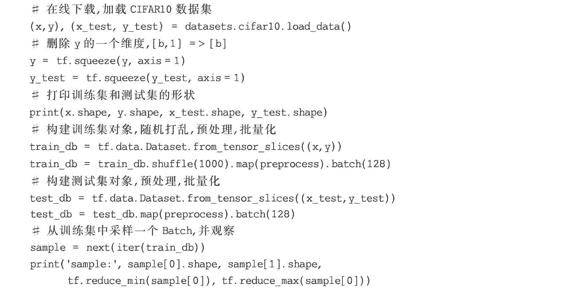 # 在线下载,加载 CIFAR10 数据集
(x,y), (x_test, y_test) = datasets.cifar10.load_data()
# 删除 y 的一个维度,[b,1] => [b]
y = tf.squeeze(y, axis = 1)
y_test = tf.squeeze(y_test, axis = 1)
# 打印训练集和测试集的形状
print(x.shape, y.shape, x_test.shape, y_test.shape)
# 构建训练集对象,随机打乱,预处理,批量化
train_db = tf.data.Dataset.from_tensor_slices((x,y))
train_db = train_db.shuffle(1000).map(preprocess).batch(128)
# 构建测试集对象,预处理,批量化
test_db = tf.data.Dataset.from_tensor_slices((x_test,y_test))
test_db = test_db.map(preprocess).batch(128)
# 从训练集中采样一个 Batch,并观察
sample = next(iter(train_db))
print('sample:', sample[0].shape, sample[1].shape,
tf.reduce_min(sample[0]), tf.reduce_max(sample[0]))